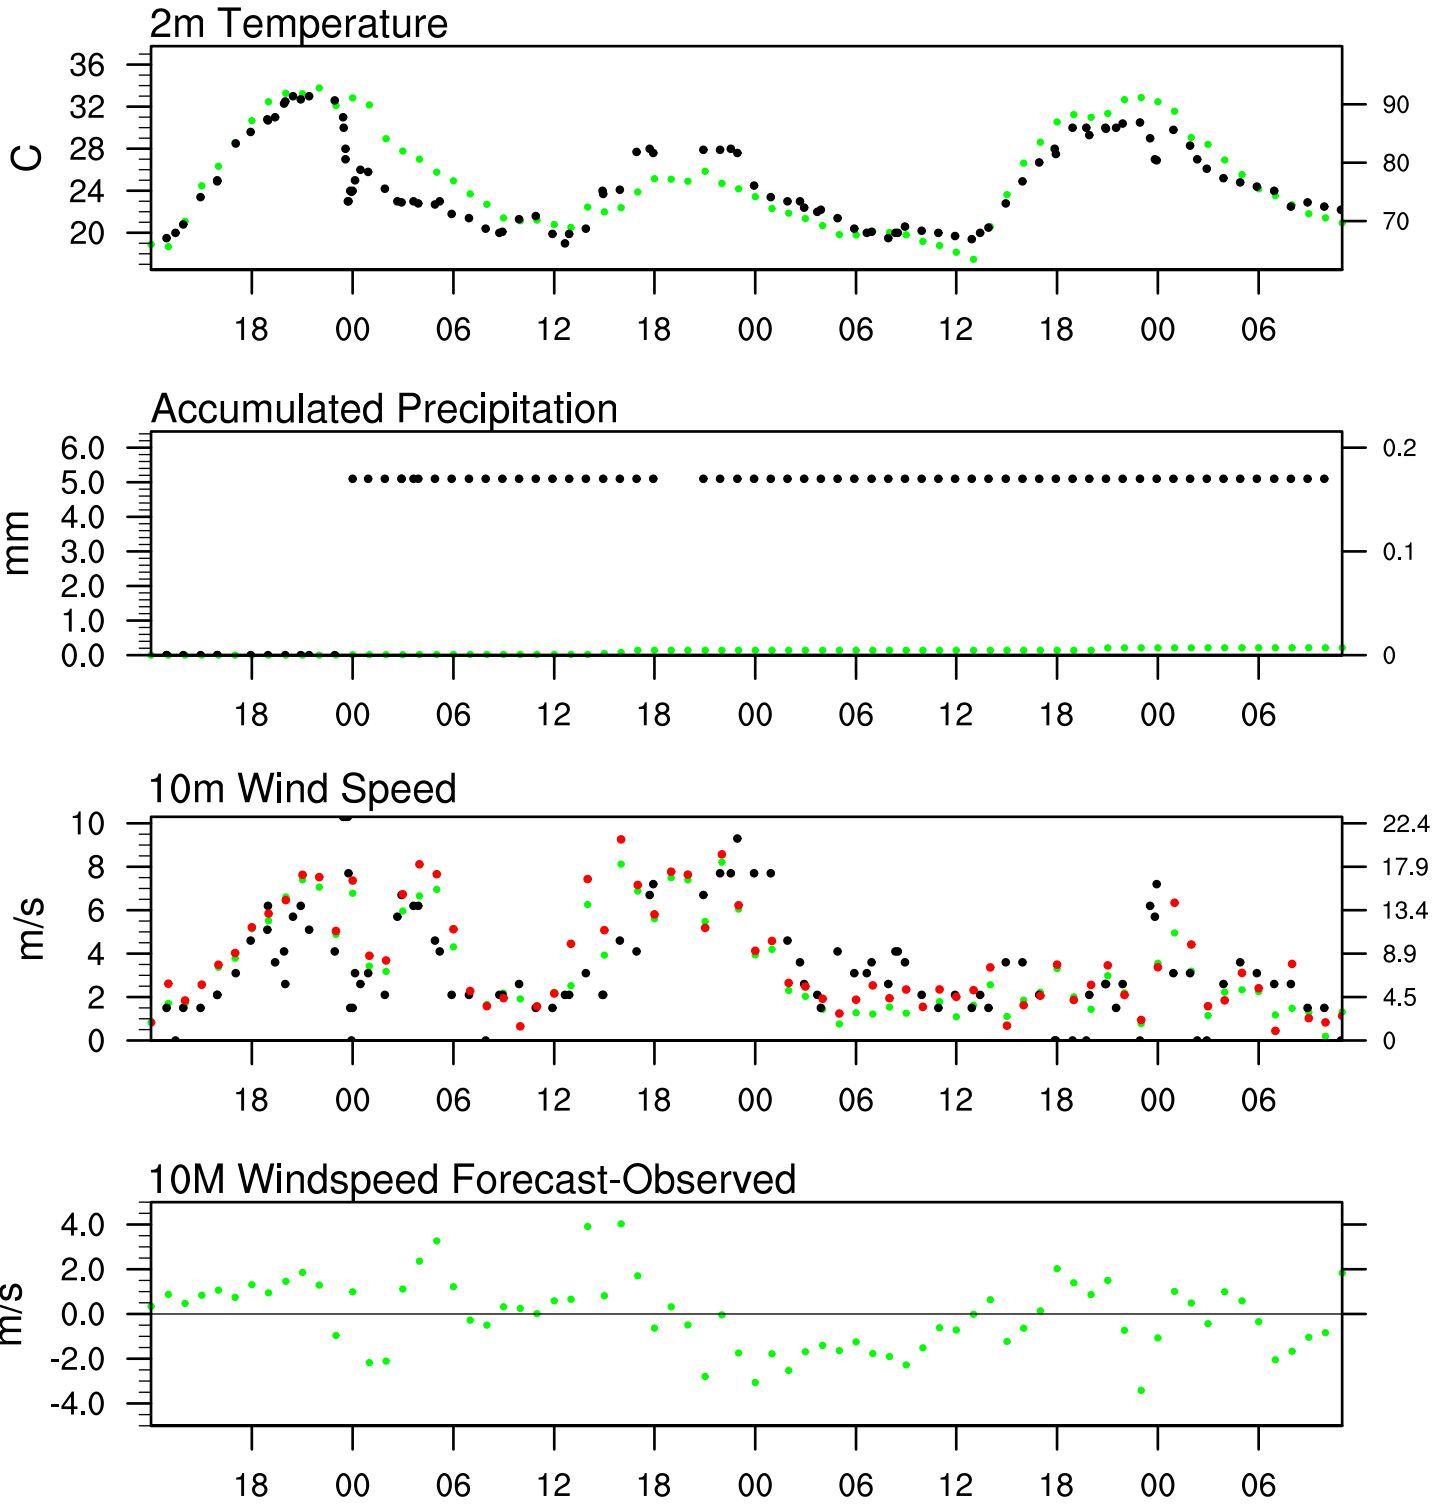 2m Temperature
36
32
28
24
20
C
90
80
70
18 00 06 12 18 00 06 12 18 00 06
Accumulated Precipitation
6.0
5.0
4.0
3.0
2.0
1.0
0.0
mm
0.2
0.1
0
18 00 06 12 18 00 06 12 18 00 06
10m Wind Speed
10
8
6
4
2
0
m/s
22.4
17.9
13.4
8.9
4.5
0
18 00 06 12 18 00 06 12 18 00 06
10M Windspeed Forecast-Observed
4.0
2.0
0.0
-2.0
-4.0
m/s
18 00 06 12 18 00 06 12 18 00 06